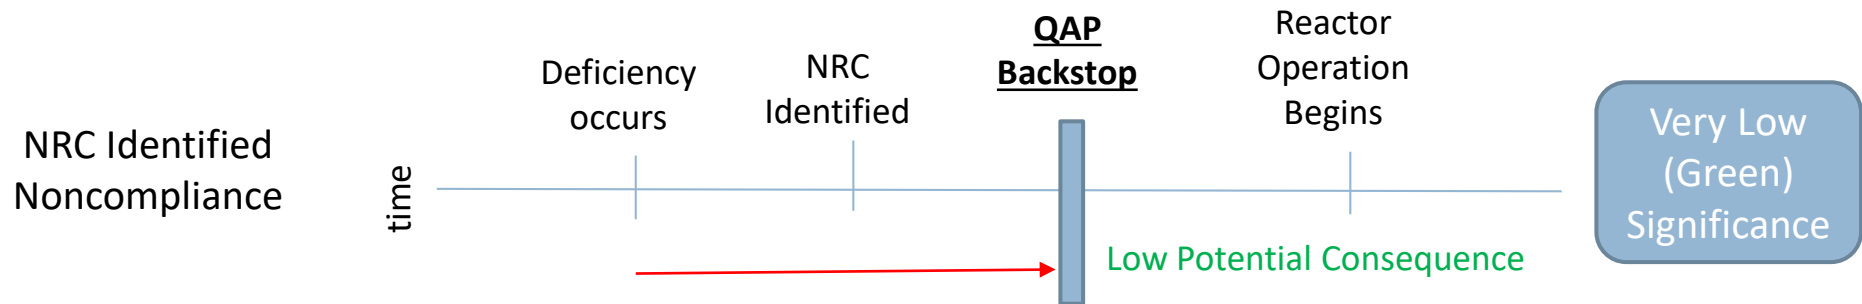 NRC Identified
Noncompliance
time
Deficiency
occurs
NRC
Identified
QAP
Backstop
Reactor
Operation
Begins
Low Potential Consequence
Very Low
(Green)
Significance